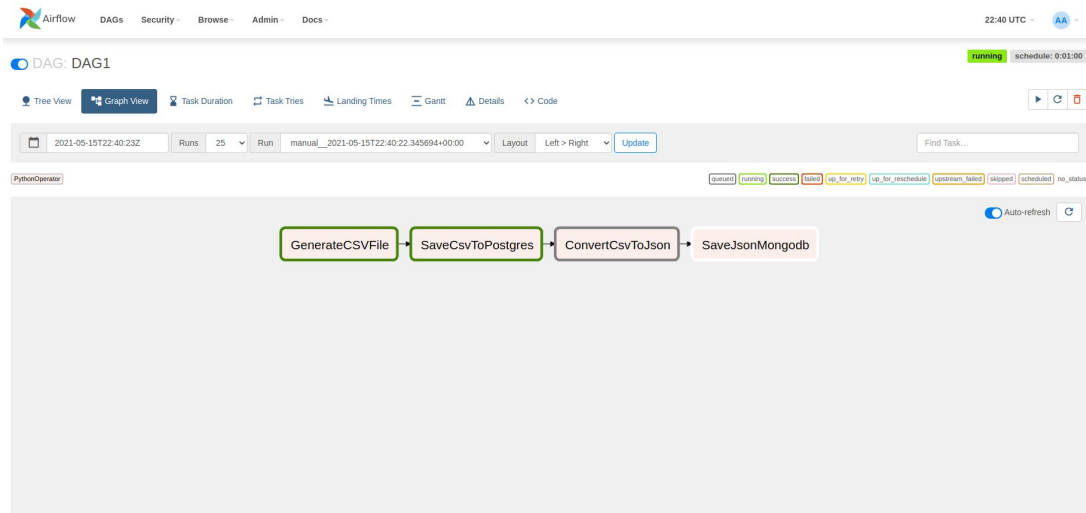 Airflow DAGs Security Browse Admin Docs 22:40 UTC AA
DAG: DAG1 running schedule: 0:01:00
Tree View Graph View Task Duration Task Tries Landing Times Gantt Details <> Code
2021-05-15T22:40:23Z Runs 25 Run manual__2021-05-15T22:40:22.345694+00:00 Layout Left > Right Update Find Task…
PythonOperator queued running success failed up_for_retry up_for_reschedule upstream_failed skipped scheduled no_status
Auto-refresh
GenerateCSVFile SaveCsvToPostgres ConvertCsvToJson SaveJsonMongodb